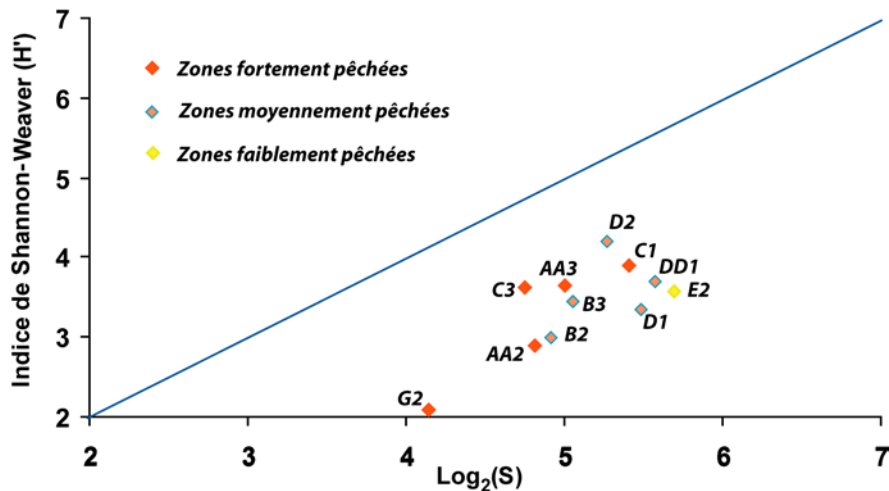 Indice de Shannon-Weaver (H')
7
6
5
4
3
2
Zones fortement pêchées
Zones moyennement pêchées
Zones faiblement pêchées
D2
C1
AA3
DD1
C3
E2
B3
D1
B2
AA2
G2
2
3
4
5
6
7
Log₂(S)